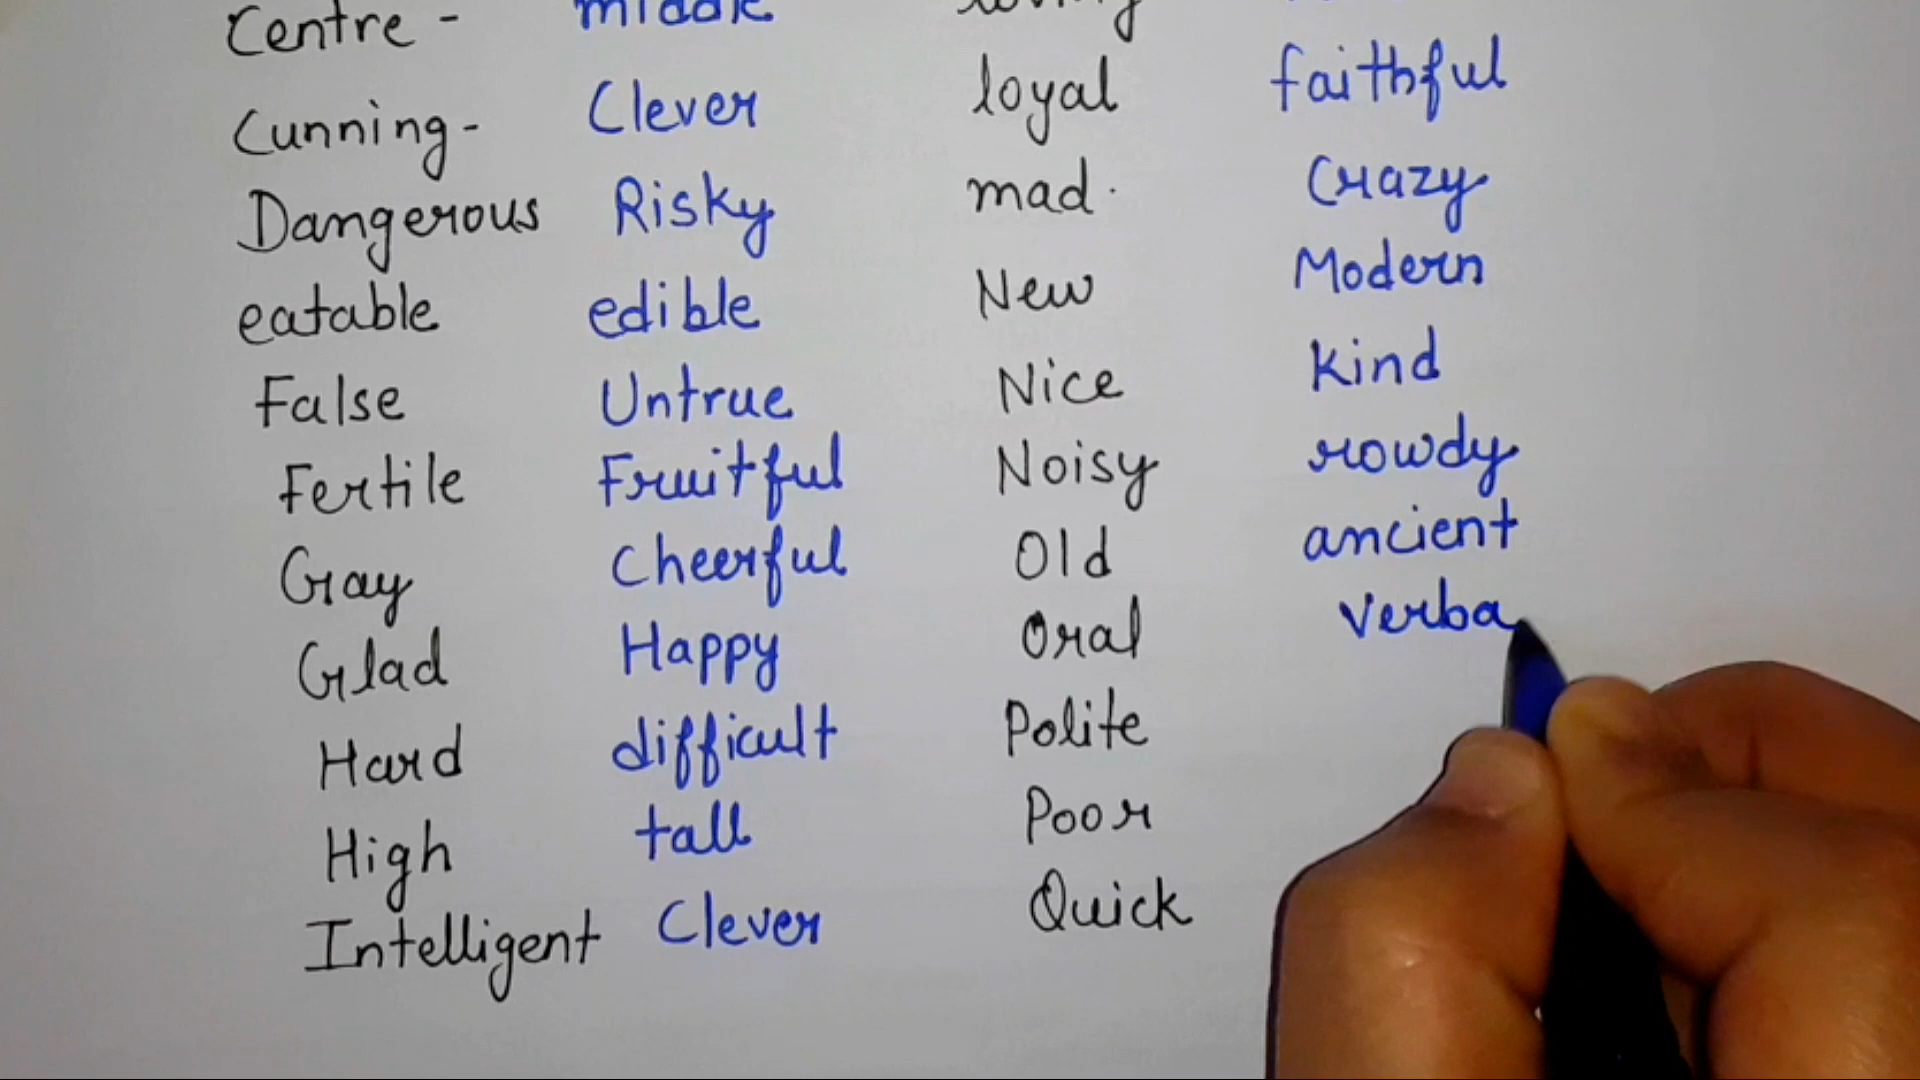 Centre - middle
Cunning - Clever
Dangerous Risky
eatable edible
False Untrue
Fertile Fruitful
Gray Cheerful
Glad Happy
Hard difficult
High tall
Intelligent Clever
loving
loyal faithful
mad. Crazy
New Modern
Nice kind
Noisy rowdy
Old ancient
Oral verba
Polite
Poor
Quick